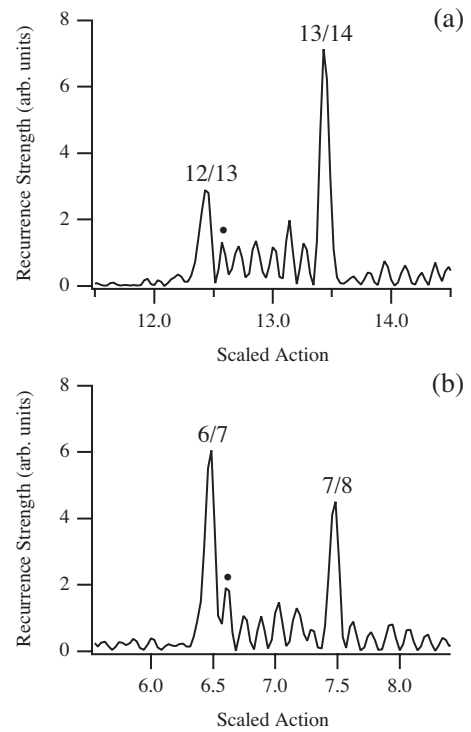 (a)
8
13/14
6
4
12/13
2
0
Recurrence Strength (arb. units)
12.0 13.0 14.0
Scaled Action
(b)
8
6/7
6
7/8
4
2
0
Recurrence Strength (arb. units)
6.0 6.5 7.0 7.5 8.0
Scaled Action